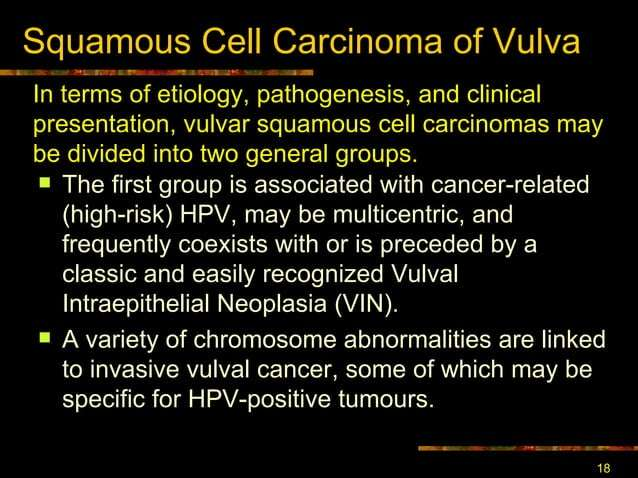 Squamous Cell Carcinoma of Vulva
In terms of etiology, pathogenesis, and clinical
presentation, vulvar squamous cell carcinomas may
be divided into two general groups.
The first group is associated with cancer-related
(high-risk) HPV, may be multicentric, and
frequently coexists with or is preceded by a
classic and easily recognized Vulval
Intraepithelial Neoplasia (VIN).
A variety of chromosome abnormalities are linked
to invasive vulval cancer, some of which may be
specific for HPV-positive tumours.
18